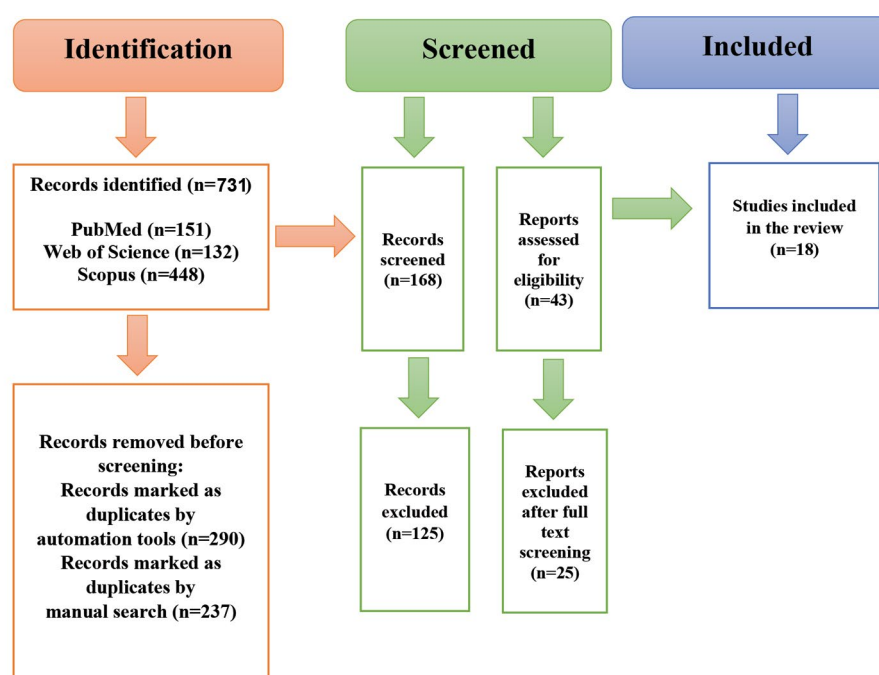 Identification
Screened
Included
Records identified (n=731)
PubMed (n=151)
Web of Science (n=132)
Scopus (n=448)
Records removed before
screening:
Records marked as
duplicates by
automation tools (n=290)
Records marked as
duplicates by
manual search (n=237)
Records
screened
(n=168)
Records
excluded
(n=125)
Reports
assessed
for
eligibility
(n=43)
Reports
excluded
after full
text
screening
(n=25)
Studies included
in the review
(n=18)